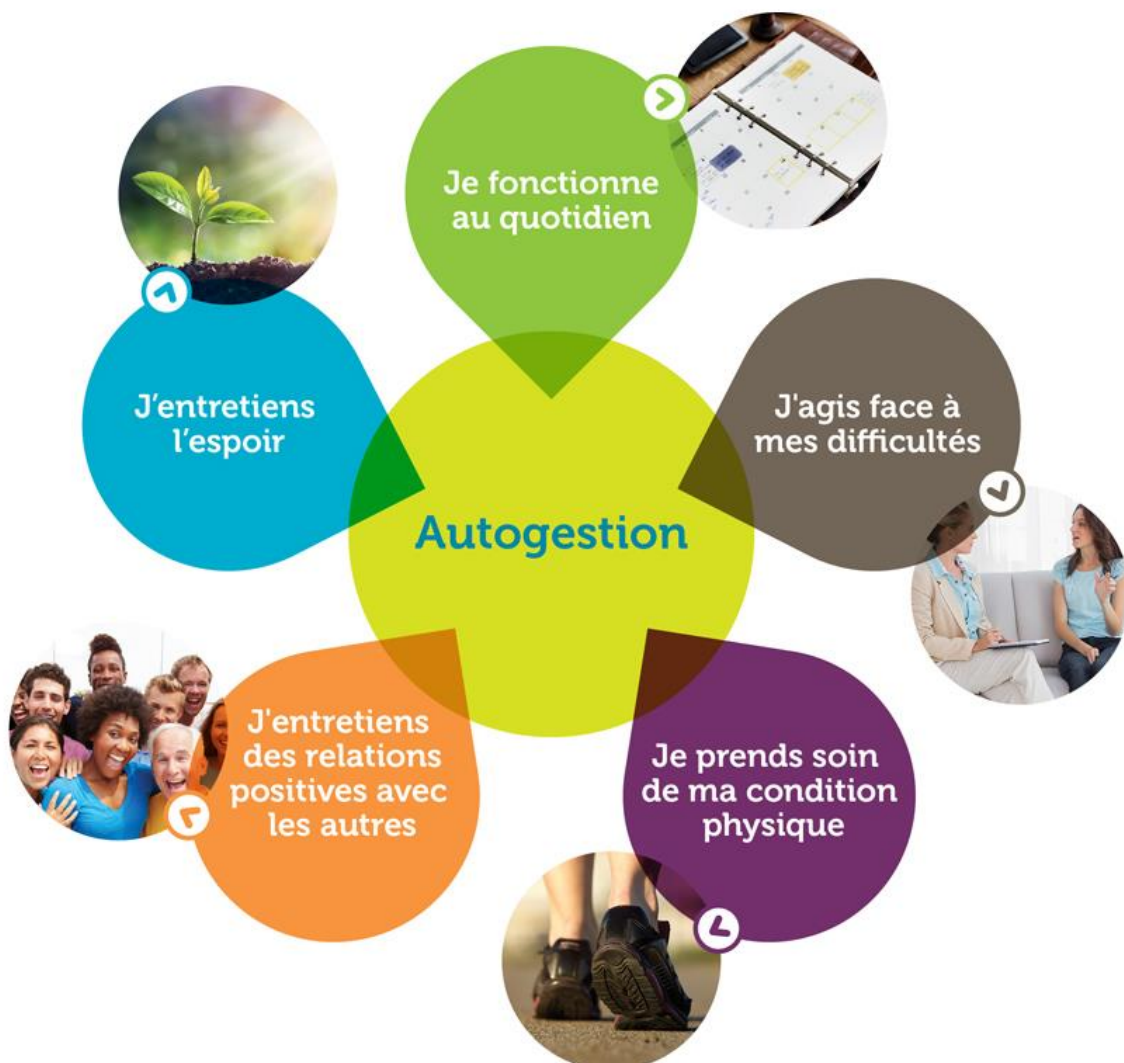 Je fonctionne
au quotidien
J'agis face à
mes difficultés
Je prends soin
de ma condition
physique
J'entretiens
des relations
positives avec
les autres
J’entretiens
l’espoir
Autogestion